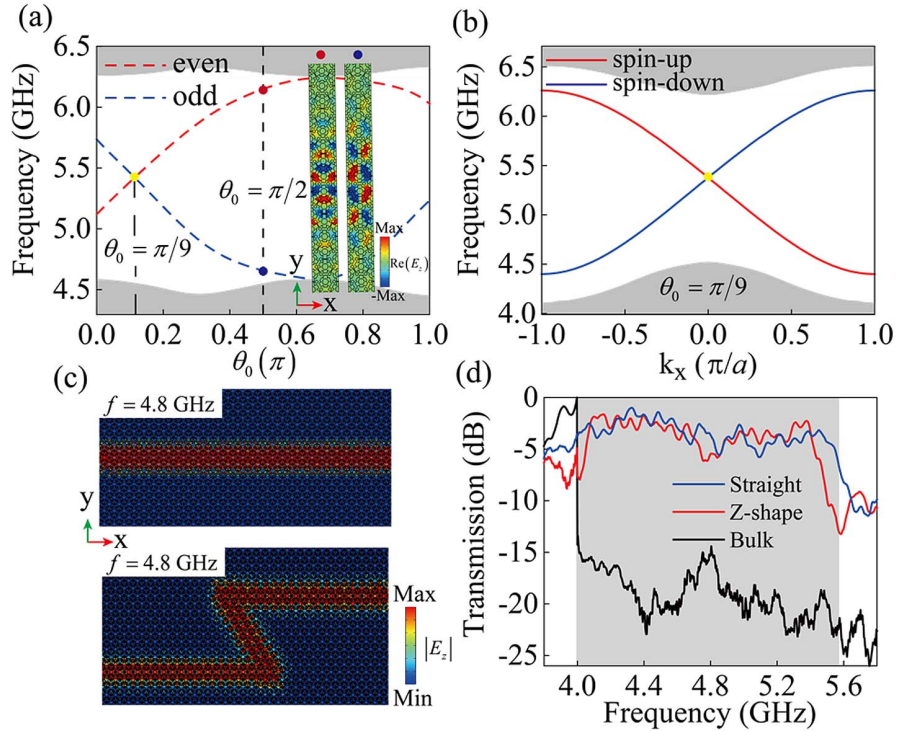 (a)
6.5
6.0
5.5
5.0
4.5
Frequency (GHz)
even
odd
θ₀ = π/2
θ₀ = π/9
Max
Re(E_z)
-Max
y
x
0.0 0.2 0.4 0.6 0.8 1.0
θ₀(π)
(b)
6.5
6.0
5.5
5.0
4.5
4.0
Frequency (GHz)
spin-up
spin-down
θ₀ = π/9
-1.0 -0.5 0.0 0.5 1.0
k_x (π/a)
(c)
f = 4.8 GHz
y
x
f = 4.8 GHz
Max
|E_z|
Min
(d)
0
-5
-10
-15
-20
-25
Transmission (dB)
Straight
Z-shape
Bulk
4.0 4.4 4.8 5.2 5.6
Frequency (GHz)